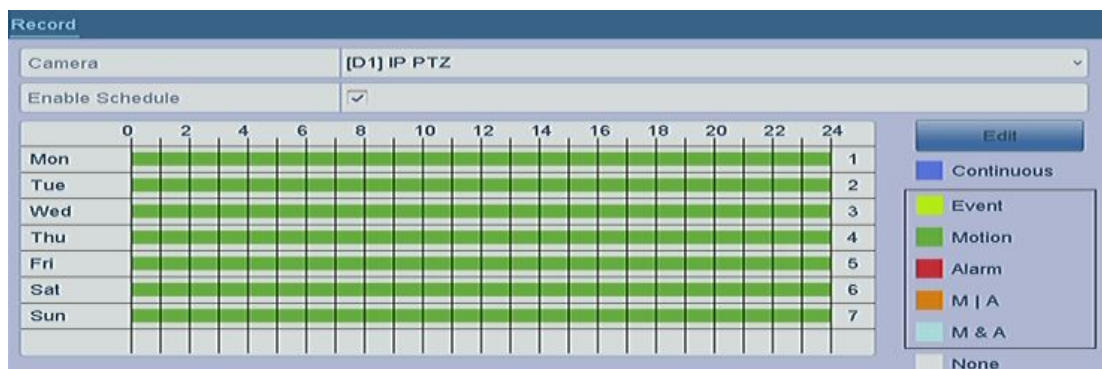 Record
Camera [D1] IP PTZ
Enable Schedule
0 2 4 6 8 10 12 14 16 18 20 22 24
Edit
Mon 1
Continuous
Tue 2
Wed 3
Event
Thu 4
Motion
Fri 5
Alarm
Sat 6
M | A
Sun 7
M & A
None